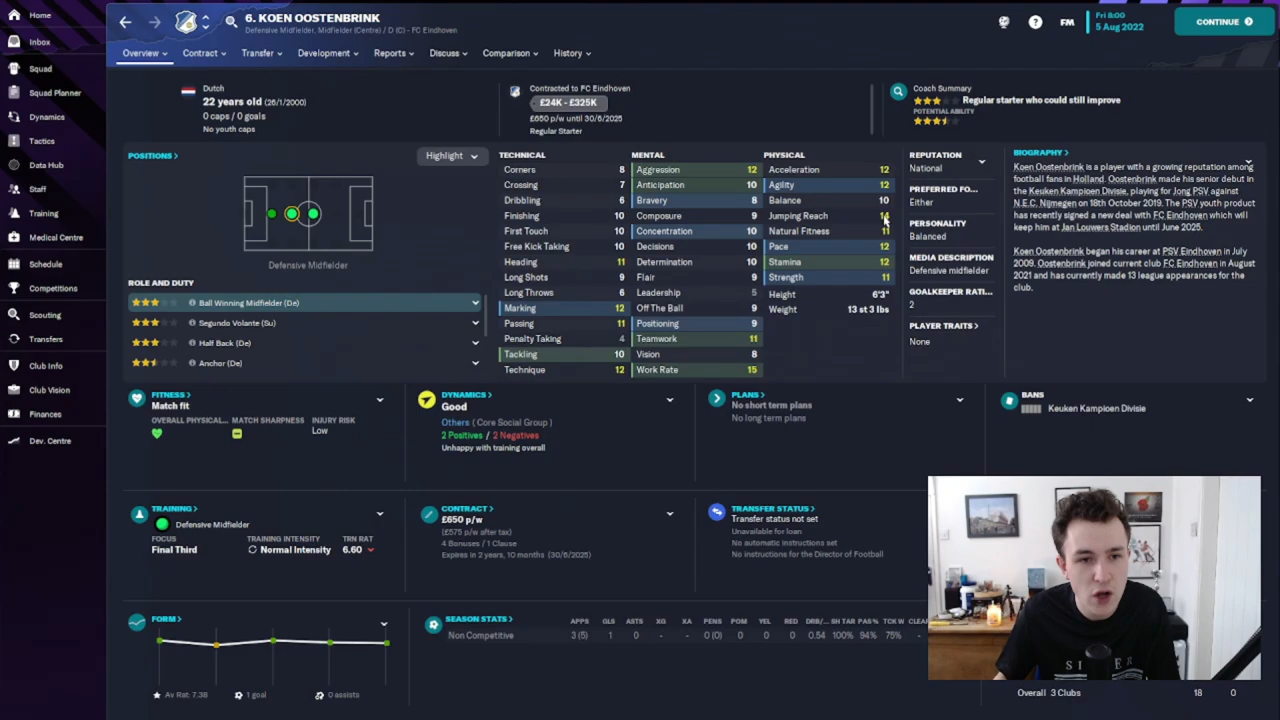 Home
Inbox
Squad
Squad Planner
Dynamics
Tactics
Data Hub
Staff
Training
Medical Centre
Schedule
Competitions
Scouting
Transfers
Club Info
Club Vision
Finances
Dev. Centre
6. KOEN OOSTENBRINK
Defensive Midfielder, Midfielder (Centre) / D (C) - FC Eindhoven
FM
Fri 8:00
5 Aug 2022
CONTINUE
Overview
Contract
Transfer
Development
Reports
Discuss
Comparison
History
Dutch
22 years old (26/1/2000)
0 caps / 0 goals
No youth caps
Contracted to FC Eindhoven
£24K - £325K
£650 p/w until 30/6/2025
Regular Starter
Coach Summary
Regular starter who could still improve
POTENTIAL ABILITY
POSITIONS >
Highlight
Defensive Midfielder
ROLE AND DUTY
Ball Winning Midfielder (De)
Segundo Volante (Su)
Half Back (De)
Anchor (De)
TECHNICAL
Corners 8
Crossing 7
Dribbling 6
Finishing 10
First Touch 10
Free Kick Taking 10
Heading 11
Long Shots 9
Long Throws 6
Marking 12
Passing 11
Penalty Taking 4
Tackling 10
Technique 12
MENTAL
Aggression 12
Anticipation 10
Bravery 8
Composure 9
Concentration 10
Decisions 10
Determination 10
Flair 9
Leadership 5
Off The Ball 9
Positioning 9
Teamwork 11
Vision 8
Work Rate 15
PHYSICAL
Acceleration 12
Agility 12
Balance 10
Jumping Reach 14
Natural Fitness 11
Pace 12
Stamina 12
Strength 11
Height 6'3"
Weight 13 st 3 lbs
REPUTATION
National
PREFERRED FO...
Either
PERSONALITY
Balanced
MEDIA DESCRIPTION
Defensive midfielder
GOALKEEPER RATI...
2
PLAYER TRAITS >
None
BIOGRAPHY >
Koen Oostenbrink is a player with a growing reputation among
football fans in Holland. Oostenbrink made his senior debut in
the Keuken Kampioen Divisie, playing for Jong PSV against
N.E.C. Nijmegen on 18th October 2019. The PSV youth product
has recently signed a new deal with FC Eindhoven which will
keep him at Jan Louwers Stadion until June 2025.
Koen Oostenbrink began his career at PSV Eindhoven in July
2009. Oostenbrink joined current club FC Eindhoven in August
2021 and has currently made 13 league appearances for the
club.
FITNESS >
Match fit
OVERALL PHYSICAL... MATCH SHARPNESS INJURY RISK
Low
DYNAMICS >
Good
Others ( Core Social Group )
2 Positives / 2 Negatives
Unhappy with training overall
PLANS >
No short term plans
No long term plans
BANS
Keuken Kampioen Divisie
TRAINING >
Defensive Midfielder
FOCUS TRAINING INTENSITY TRN RAT
Final Third Normal Intensity 6.60
CONTRACT >
£650 p/w
(£575 p/w after tax)
4 Bonuses / 1 Clause
Expires in 2 years, 10 months (30/6/2025)
TRANSFER STATUS >
Transfer status not set
Unavailable for loan
No automatic instructions set
No instructions for the Director of Football
FORM >
Av Rat: 7.38 1 goal 0 assists
SEASON STATS >
APPS GLS ASTS XG XA PENS POM YEL RED DRB/... SH TAR PAS% TCK W CLEA
Non Competitive 3 (5) 1 0 - - 0 (0) 0 0 0 0.54 100% 94% 75% -
Overall 3 Clubs 18 0